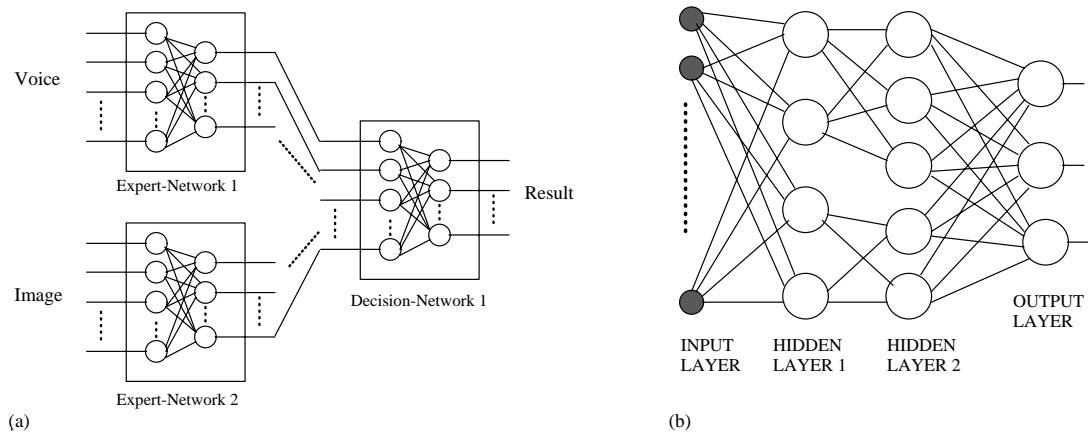 Voice
Expert-Network 1
Image
Expert-Network 2
Decision-Network 1
Result
(a)
INPUT
LAYER
HIDDEN
LAYER 1
HIDDEN
LAYER 2
OUTPUT
LAYER
(b)